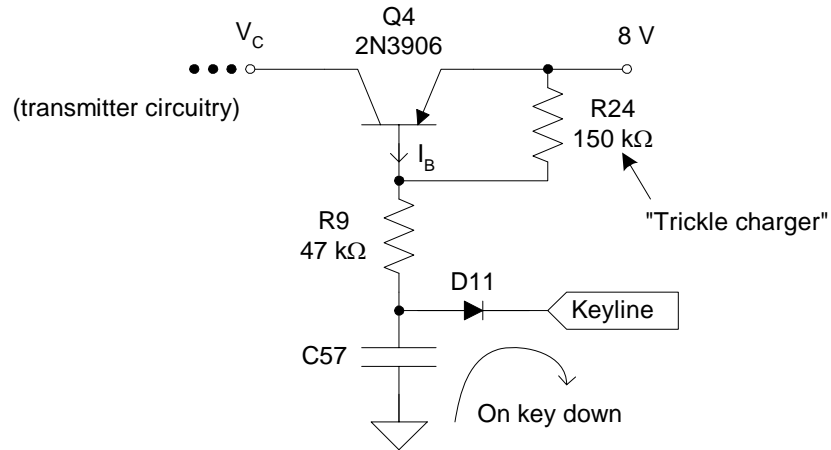 Q4
2N3906
V_C
8 V
(transmitter circuitry)
R24
150 kΩ
I_B
"Trickle charger"
R9
47 kΩ
D11
Keyline
C57
On key down